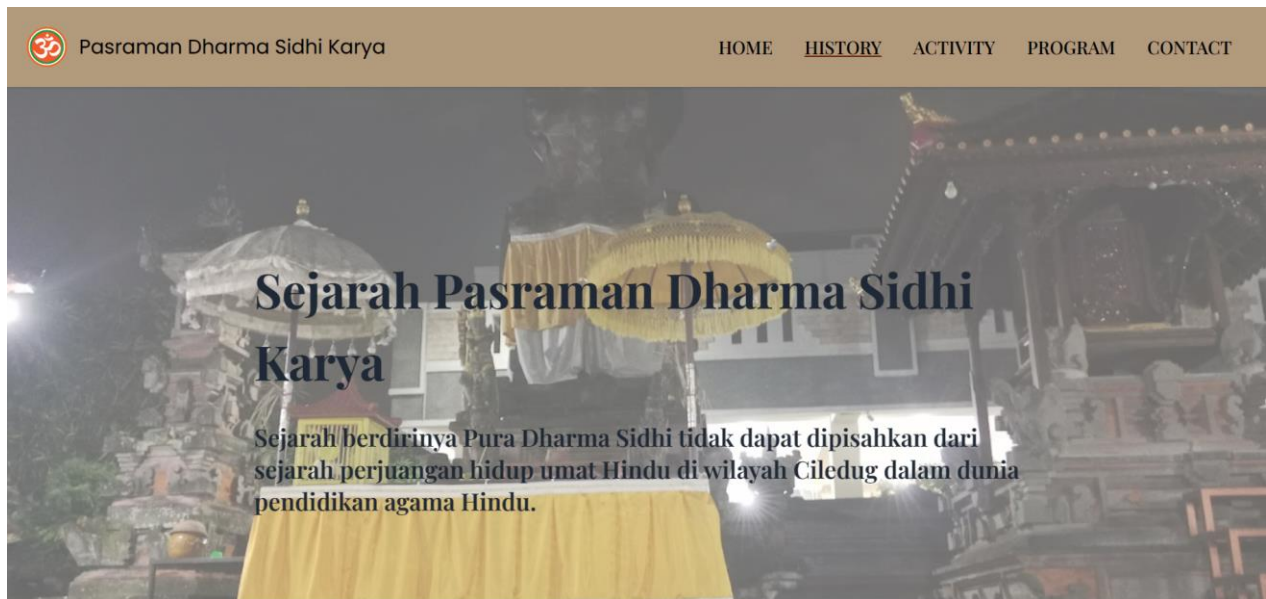 ॐ
Pasraman Dharma Sidhi Karya
HOME HISTORY ACTIVITY PROGRAM CONTACT
Sejarah Pasraman Dharma Sidhi
Karya
Sejarah berdirinya Pura Dharma Sidhi tidak dapat dipisahkan dari
sejarah perjuangan hidup umat Hindu di wilayah Ciledug dalam dunia
pendidikan agama Hindu.